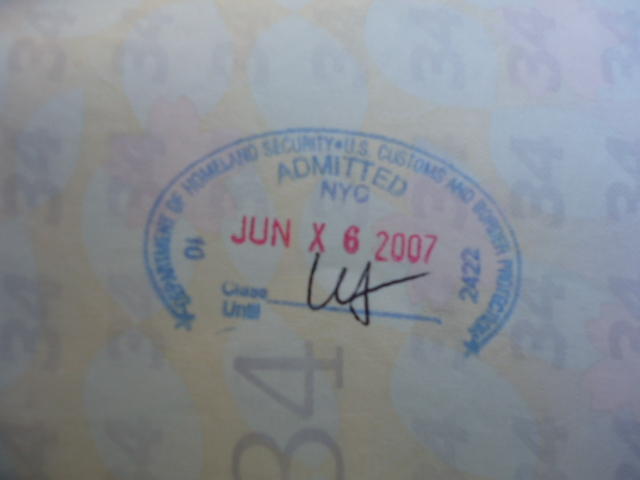 ★ DEPARTMENT OF HOMELAND SECURITY • U.S. CUSTOMS AND BORDER PROTECTION ★
ADMITTED
NYC
10
JUN X 6 2007
2422
Class
Until
34